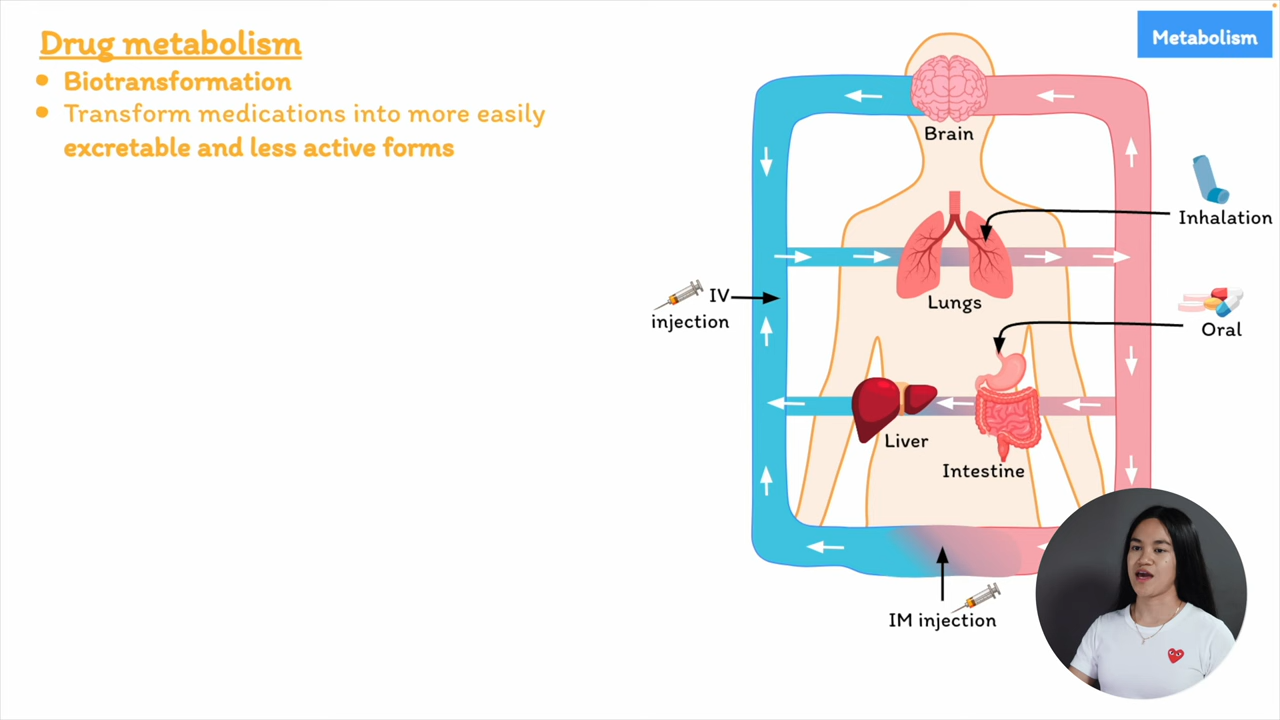 Drug metabolism
• Biotransformation
• Transform medications into more easily
excretable and less active forms
Metabolism
Brain
Inhalation
Lungs
IV
injection
Oral
Liver
Intestine
IM injection